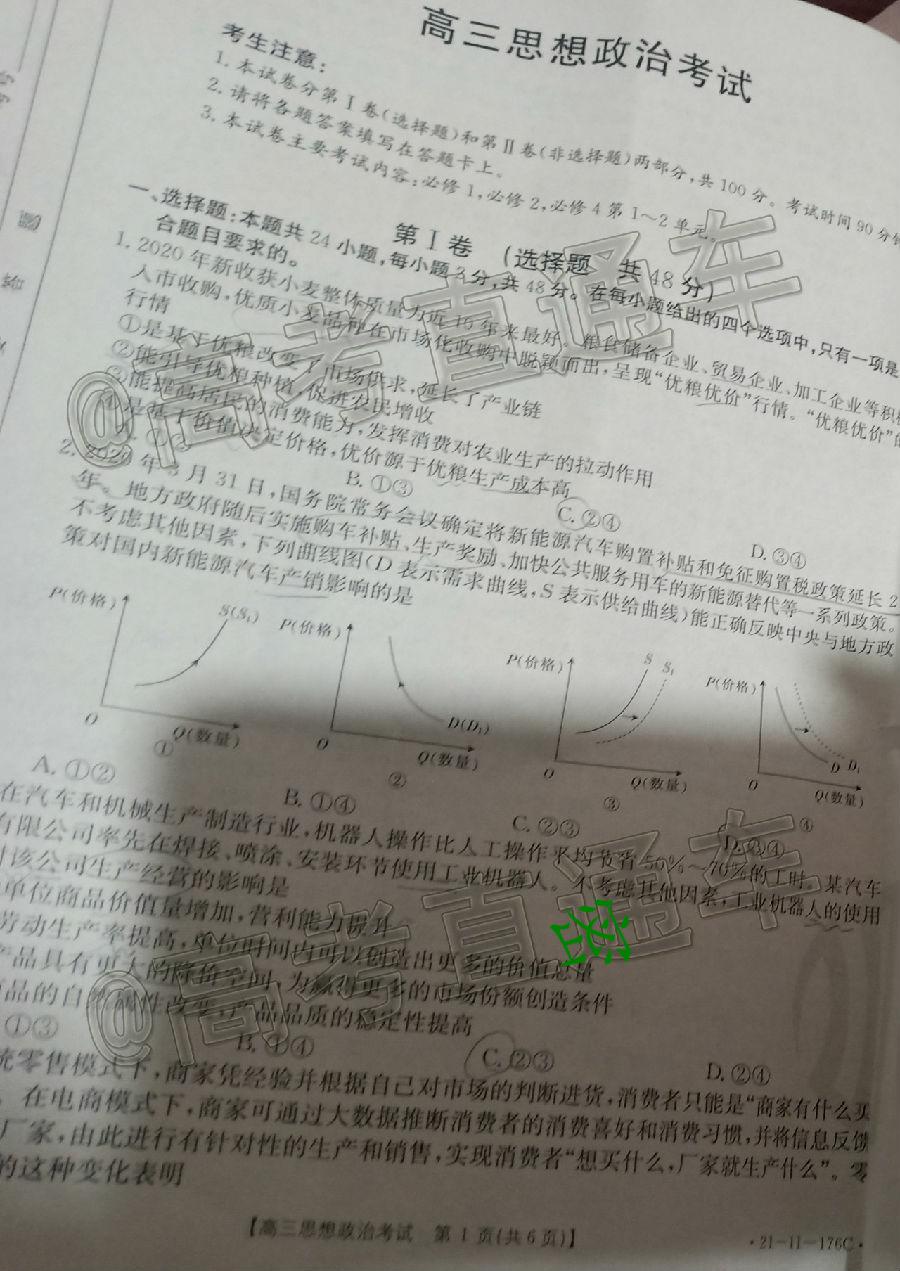 高三思想政治考试
考生注意：
1. 本试卷分第Ⅰ卷(选择题)和第Ⅱ卷(非选择题)两部分，共100分。考试时间90分钟
2. 请将各题答案填写在答题卡上。
3. 本试卷主要考试内容：必修1，必修2，必修4第1～2单元。
第Ⅰ卷 (选择题 共48分)
一、选择题：本题共24小题，每小题2分，共48分。在每小题给出的四个选项中，只有一项是
合题目要求的。
1. 2020年新收获小麦整体质量为近10年来最好，粮食储备企业、贸易企业、加工企业等积极
人市收购，优质小麦品种在市场化收购中脱颖而出，呈现“优粮优价”行情。“优粮优价”的
行情
①是基于优粮改变了市场供求，延长了产业链
②能引导优粮种植，促进农民增收
③能提高居民的消费能力，发挥消费对农业生产的拉动作用
④是基于价值决定价格，优价源于优粮生产成本高
A. ①②
B. ①③
C. ②④
D. ③④
2. 2020年3月31日，国务院常务会议确定将新能源汽车购置补贴和免征购置税政策延长2
年。地方政府随后实施购车补贴、生产奖励、加快公共服务用车的新能源替代等一系列政策。
不考虑其他因素，下列曲线图(D表示需求曲线，S表示供给曲线)能正确反映中央与地方政
策对国内新能源汽车产销影响的是
P(价格) S(S₁) O Q(数量) ①
P(价格) D(D₁) O Q(数量) ②
P(价格) S S₁ O Q(数量) ③
P(价格) D D₁ O Q(数量) ④
A. ①②
B. ①④
C. ②③
D. ③④
在汽车和机械生产制造行业，机器人操作比人工操作平均节省50%～70%的工时。某汽车
有限公司率先在焊接、喷涂、安装环节使用工业机器人。不考虑其他因素，工业机器人的使用
对该公司生产经营的影响是
单位商品价值量增加，营利能力提升
劳动生产率提高，单位时间内可以创造出更多的价值总量
产品具有更大的降价空间，为赢得更多的市场份额创造条件
商品的自然属性改变，产品品质的稳定性提高
①③
B. ①④
C. ②③
D. ②④
统零售模式下，商家凭经验并根据自己对市场的判断进货，消费者只能是“商家有什么买
。在电商模式下，商家可通过大数据推断消费者的消费喜好和消费习惯，并将信息反馈
厂家，由此进行有针对性的生产和销售，实现消费者“想买什么，厂家就生产什么”。零
的这种变化表明
【高三思想政治考试 第1页(共6页)】
·21-11-176C·
@高考直通车
@高考直通车